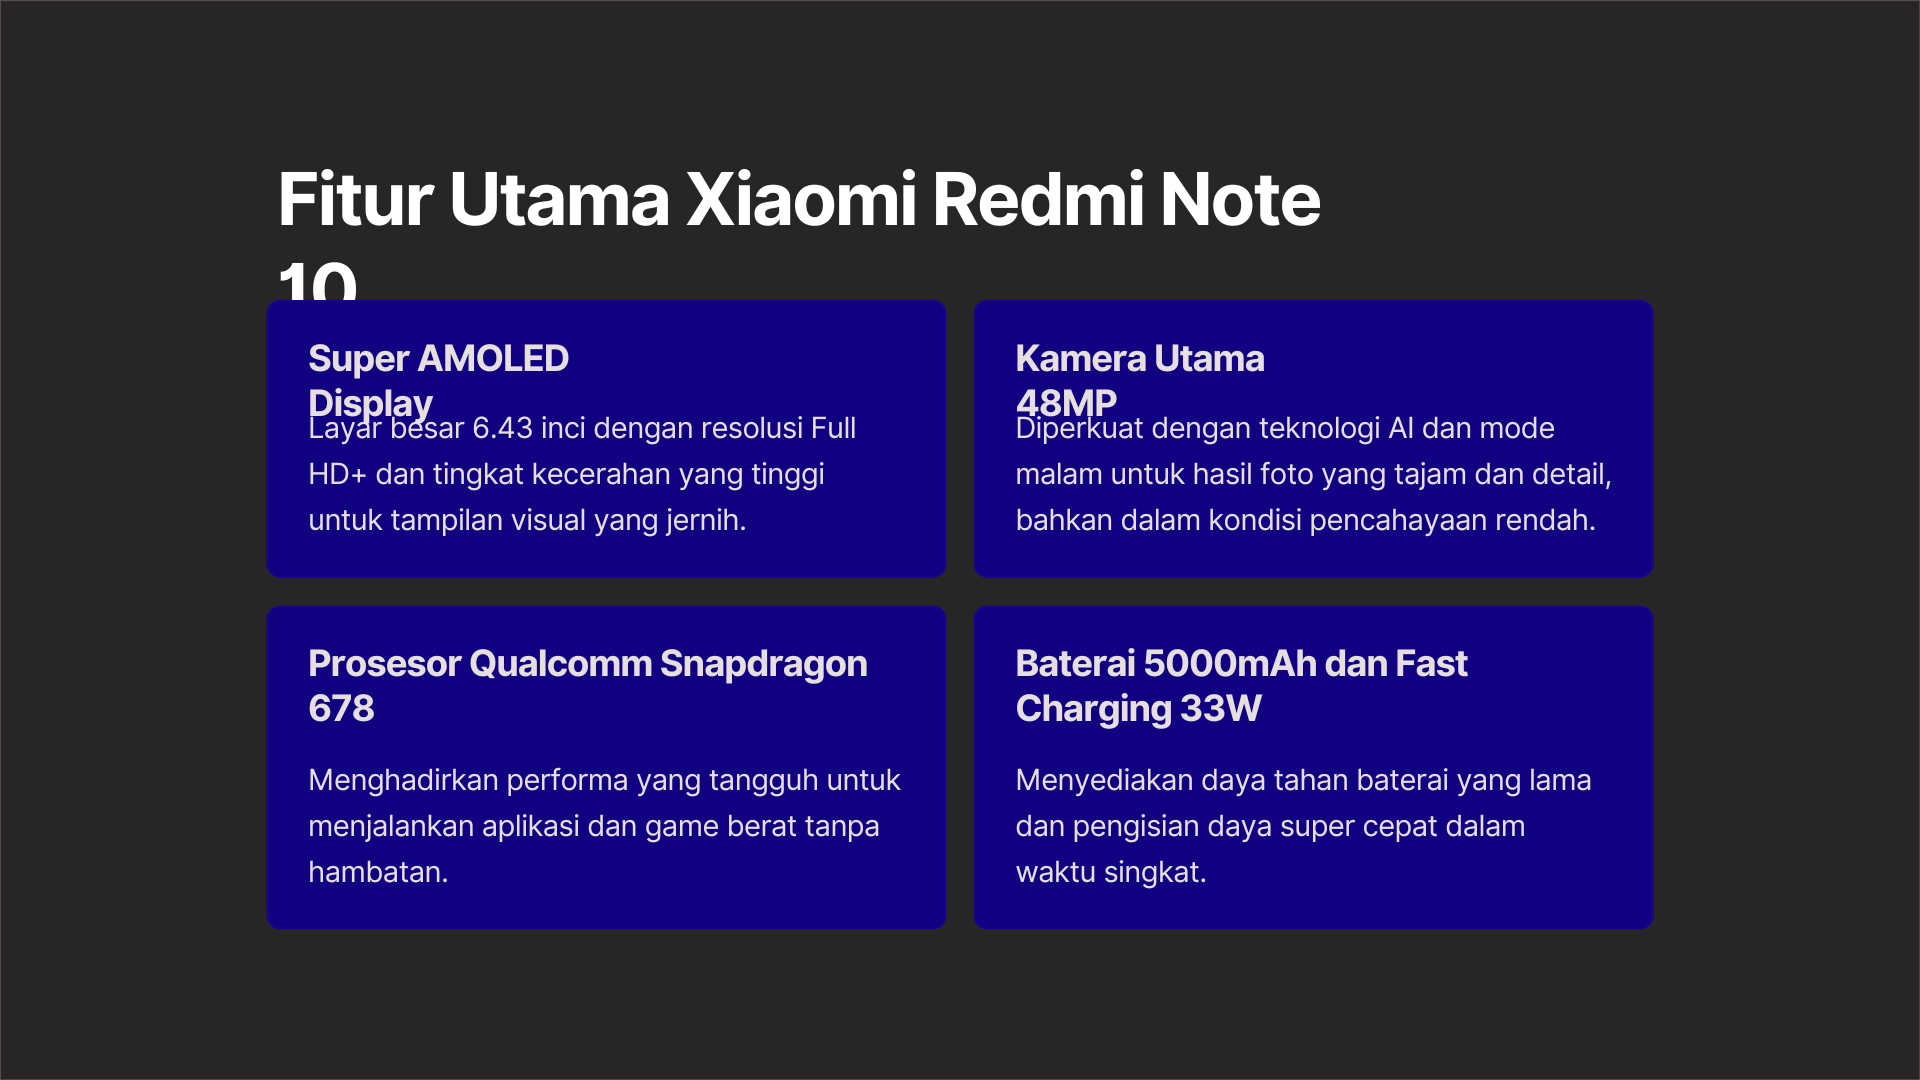 Fitur Utama Xiaomi Redmi Note
10
Super AMOLED
Display
Layar besar 6.43 inci dengan resolusi Full
HD+ dan tingkat kecerahan yang tinggi
untuk tampilan visual yang jernih.
Kamera Utama
48MP
Diperkuat dengan teknologi AI dan mode
malam untuk hasil foto yang tajam dan detail,
bahkan dalam kondisi pencahayaan rendah.
Prosesor Qualcomm Snapdragon
678
Menghadirkan performa yang tangguh untuk
menjalankan aplikasi dan game berat tanpa
hambatan.
Baterai 5000mAh dan Fast
Charging 33W
Menyediakan daya tahan baterai yang lama
dan pengisian daya super cepat dalam
waktu singkat.